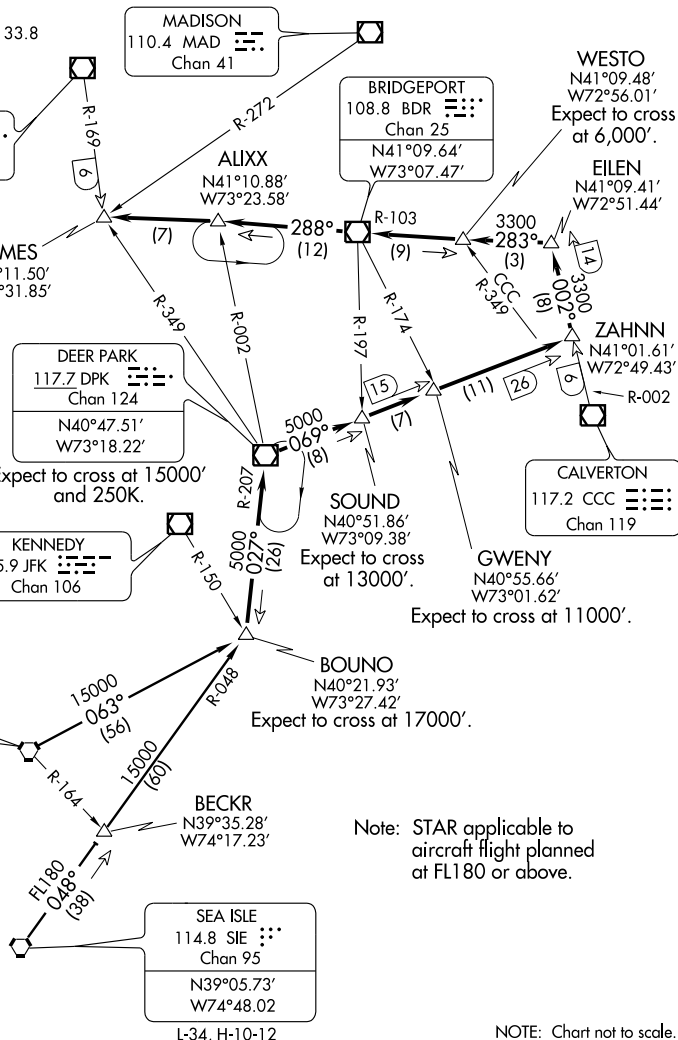 33.8
MADISON
110.4 MAD
Chan 41
R-169
6
R-272
BRIDGEPORT
108.8 BDR
Chan 25
N41°09.64’
W73°07.47’
WESTO
N41°09.48’
W72°56.01’
Expect to cross
at 6,000’.
ALIXX
N41°10.88’
W73°23.58’
EILEN
N41°09.41’
W72°51.44’
(7)
288°
(12)
R-103
(9)
3300
283°
(3)
14
MES
°11.50’
°31.85’
R-349
R-002
R-197
R-174
CCC
R-349
3300
002°
(8)
ZAHNN
N41°01.61’
W72°49.43’
DEER PARK
117.7 DPK
Chan 124
N40°47.51’
W73°18.22’
Expect to cross at 15000’
and 250K.
5000
069°
(8)
15
(7)
(11)
26
6
R-002
CALVERTON
117.2 CCC
Chan 119
SOUND
N40°51.86’
W73°09.38’
Expect to cross
at 13000’.
GWENY
N40°55.66’
W73°01.62’
Expect to cross at 11000’.
KENNEDY
5.9 JFK
Chan 106
R-150
R-207
5000
027°
(26)
BOUNO
N40°21.93’
W73°27.42’
Expect to cross at 17000’.
15000
063°
(56)
R-048
15000
(60)
R-164
BECKR
N39°35.28’
W74°17.23’
Note: STAR applicable to
aircraft flight planned
at FL180 or above.
FL180
048°
(38)
SEA ISLE
114.8 SIE
Chan 95
N39°05.73’
W74°48.02
L-34, H-10-12
NOTE: Chart not to scale.